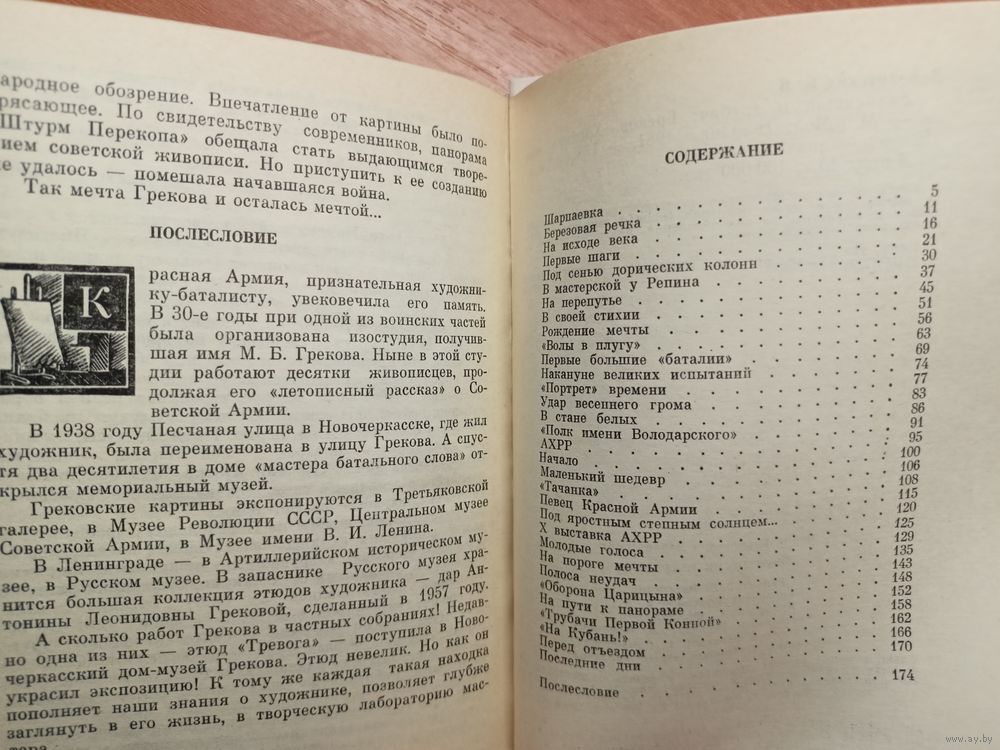 ародное обозрение. Впечатление от картины было по-
рясающее. По свидетельству современников, панорама
Штурм Перекопа» обещала стать выдающимся творе-
ием советской живописи. Но приступить к ее созданию
е удалось — помешала начавшаяся война.
Так мечта Грекова и осталась мечтой...
ПОСЛЕСЛОВИЕ
К
расная Армия, признательная художни-
ку-баталисту, увековечила его память.
В 30-е годы при одной из воинских частей
была организована изостудия, получив-
шая имя М. Б. Грекова. Ныне в этой сту-
дии работают десятки живописцев, про-
должая его «летописный рассказ» о Со-
ветской Армии.
В 1938 году Песчаная улица в Новочеркасске, где жил
художник, была переименована в улицу Грекова. А спус-
тя два десятилетия в доме «мастера батального слова» от-
крылся мемориальный музей.
Грековские картины экспонируются в Третьяковской
галерее, в Музее Революции СССР, Центральном музее
Советской Армии, в Музее имени В. И. Ленина.
В Ленинграде — в Артиллерийском историческом му-
зее, в Русском музее. В запаснике Русского музея хра-
нится большая коллекция этюдов художника — дар Ан-
тонины Леонидовны Грековой, сделанный в 1957 году.
А сколько работ Грекова в частных собраниях! Недав-
но одна из них — этюд «Тревога» — поступила в Ново-
черкасский дом-музей Грекова. Этюд невелик. Но как он
украсил экспозицию! К тому же каждая такая находка
пополняет наши знания о художнике, позволяет глубже
заглянуть в его жизнь, в творческую лабораторию мас-
тера.
СОДЕРЖАНИЕ
Шарпаевка . . . . . . . . . . 5
Березовая речка . . . . . . . . . . 11
На исходе века . . . . . . . . . . 16
Первые шаги . . . . . . . . . . 21
Под сенью дорических колонн . . . . . . . . 30
В мастерской у Репина . . . . . . . . . 37
На перепутье . . . . . . . . . . 45
В своей стихии . . . . . . . . . . 51
Рождение мечты . . . . . . . . . . 56
«Волы в плугу» . . . . . . . . . . 63
Первые большие «баталии» . . . . . . . . 69
Накануне великих испытаний . . . . . . . . 74
«Портрет» времени . . . . . . . . . 77
Удар весеннего грома . . . . . . . . . 83
В стане белых . . . . . . . . . . 86
«Полк имени Володарского» . . . . . . . . 91
АХРР . . . . . . . . . . 95
Начало . . . . . . . . . . 100
Маленький шедевр . . . . . . . . . 106
«Тачанка» . . . . . . . . . . 108
Певец Красной Армии . . . . . . . . . 115
Под яростным степным солнцем... . . . . . . . 120
X выставка АХРР . . . . . . . . . 125
Молодые голоса . . . . . . . . . 129
На пороге мечты . . . . . . . . . 135
Полоса неудач . . . . . . . . . 143
«Оборона Царицына» . . . . . . . . . 148
На пути к панораме . . . . . . . . . 152
«Трубачи Первой Конной» . . . . . . . . 158
«На Кубань!» . . . . . . . . . 162
Перед отъездом . . . . . . . . . 166
Последние дни . . . . . . . . . 170
Послесловие . . . . . . . . . 174
www.ay.by